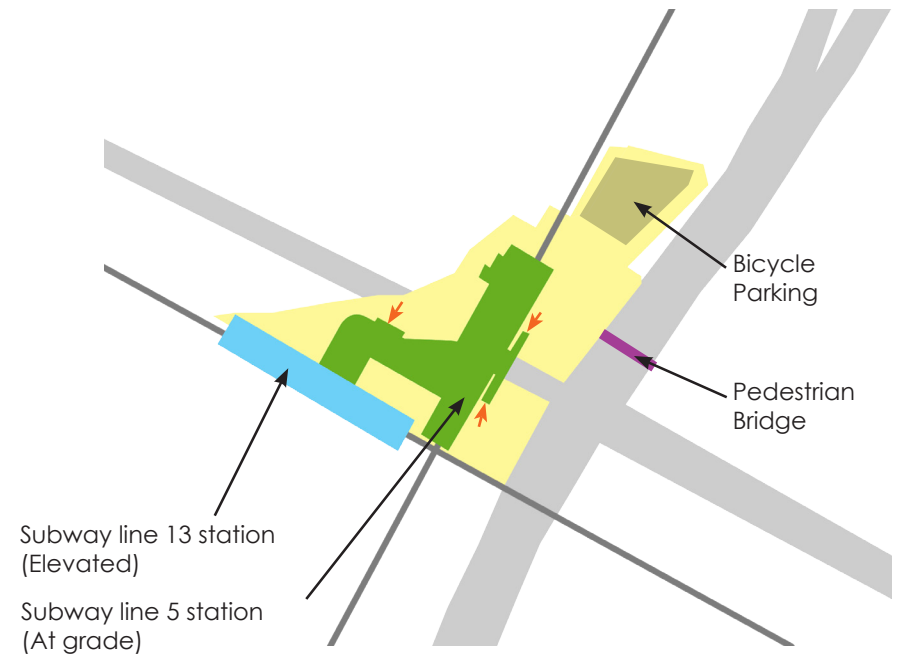 Bicycle
Parking
Pedestrian
Bridge
Subway line 13 station
(Elevated)
Subway line 5 station
(At grade)